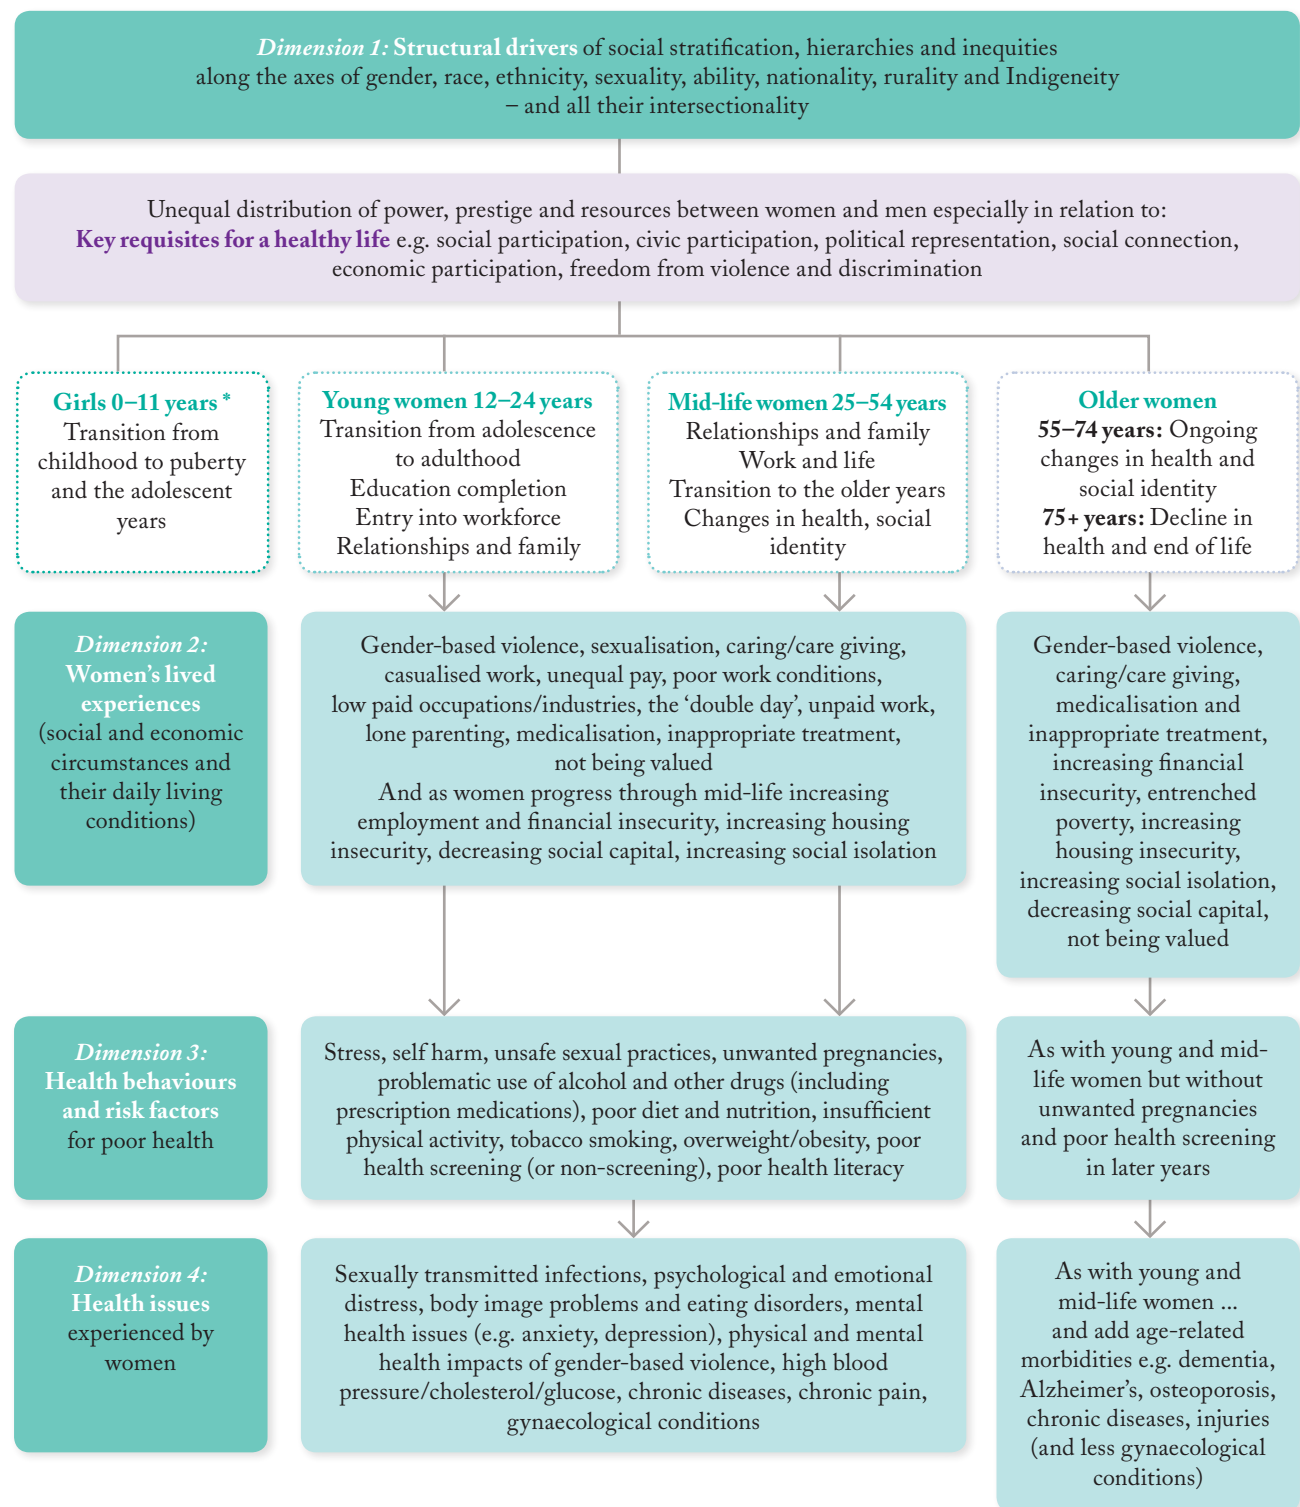 Dimension 1: Structural drivers of social stratification, hierarchies and inequities
along the axes of gender, race, ethnicity, sexuality, ability, nationality, rurality and Indigeneity
– and all their intersectionality
Unequal distribution of power, prestige and resources between women and men especially in relation to:
Key requisites for a healthy life e.g. social participation, civic participation, political representation, social connection,
economic participation, freedom from violence and discrimination
Girls 0–11 years *
Transition from
childhood to puberty
and the adolescent
years
Young women 12–24 years
Transition from adolescence
to adulthood
Education completion
Entry into workforce
Relationships and family
Mid-life women 25–54 years
Relationships and family
Work and life
Transition to the older years
Changes in health, social
identity
Older women
55–74 years: Ongoing
changes in health and
social identity
75+ years: Decline in
health and end of life
Dimension 2:
Women's lived
experiences
(social and economic
circumstances and
their daily living
conditions)
Gender-based violence, sexualisation, caring/care giving,
casualised work, unequal pay, poor work conditions,
low paid occupations/industries, the ‘double day’, unpaid work,
lone parenting, medicalisation, inappropriate treatment,
not being valued
And as women progress through mid-life increasing
employment and financial insecurity, increasing housing
insecurity, decreasing social capital, increasing social isolation
Gender-based violence,
caring/care giving,
medicalisation and
inappropriate treatment,
increasing financial
insecurity, entrenched
poverty, increasing
housing insecurity,
increasing social isolation,
decreasing social capital,
not being valued
Dimension 3:
Health behaviours
and risk factors
for poor health
Stress, self harm, unsafe sexual practices, unwanted pregnancies,
problematic use of alcohol and other drugs (including
prescription medications), poor diet and nutrition, insufficient
physical activity, tobacco smoking, overweight/obesity, poor
health screening (or non-screening), poor health literacy
As with young and mid-
life women but without
unwanted pregnancies
and poor health screening
in later years
Dimension 4:
Health issues
experienced by
women
Sexually transmitted infections, psychological and emotional
distress, body image problems and eating disorders, mental
health issues (e.g. anxiety, depression), physical and mental
health impacts of gender-based violence, high blood
pressure/cholesterol/glucose, chronic diseases, chronic pain,
gynaecological conditions
As with young and
mid-life women ...
and add age-related
morbidities e.g. dementia,
Alzheimer's, osteoporosis,
chronic diseases, injuries
(and less gynaecological
conditions)